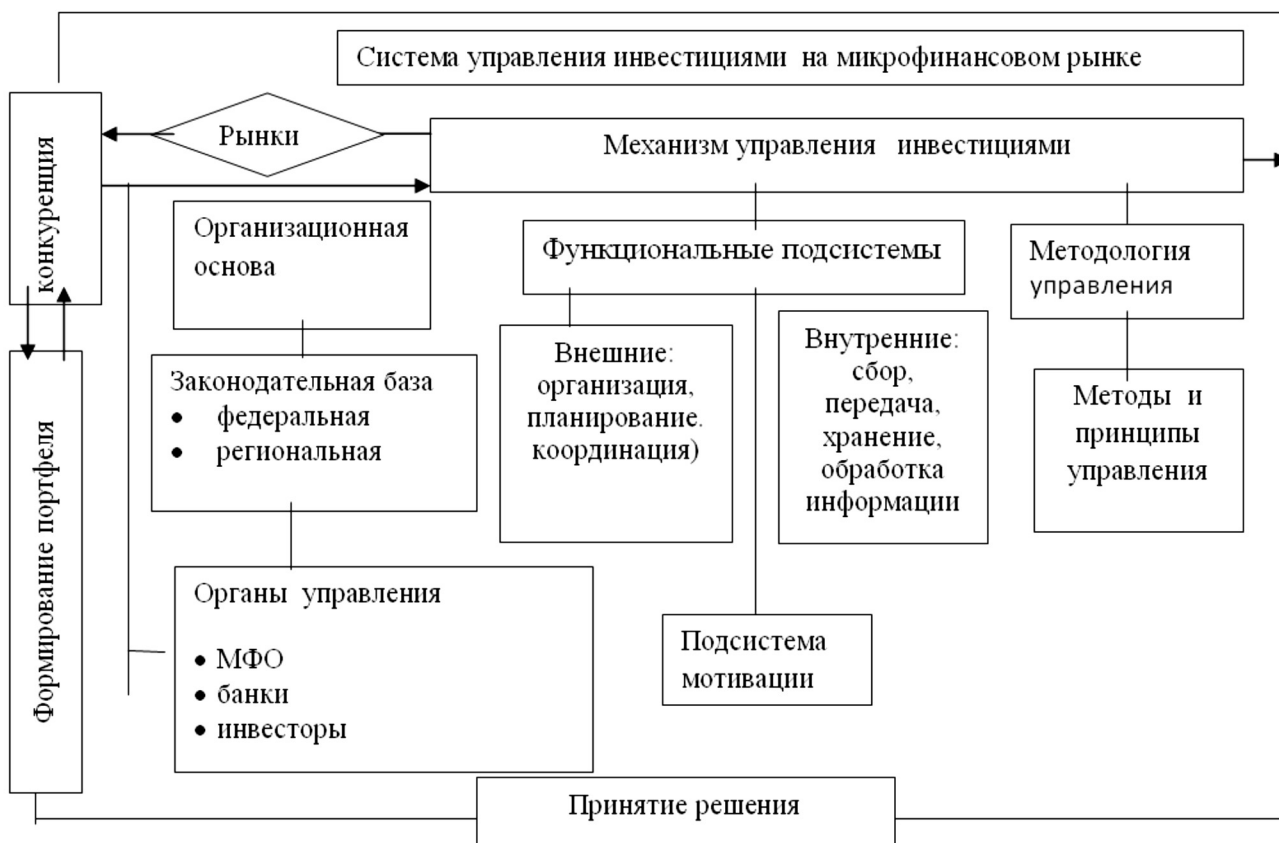 Система управления инвестициями на микрофинансовом рынке
Рынки
Механизм управления инвестициями
конкуренция
Организационная
основа
Функциональные подсистемы
Методология
управления
Законодательная база
• федеральная
• региональная
Внешние:
организация,
планирование.
координация)
Внутренние:
сбор,
передача,
хранение,
обработка
информации
Методы и
принципы
управления
Формирование портфеля
Органы управления
• МФО
• банки
• инвесторы
Подсистема
мотивации
Принятие решения